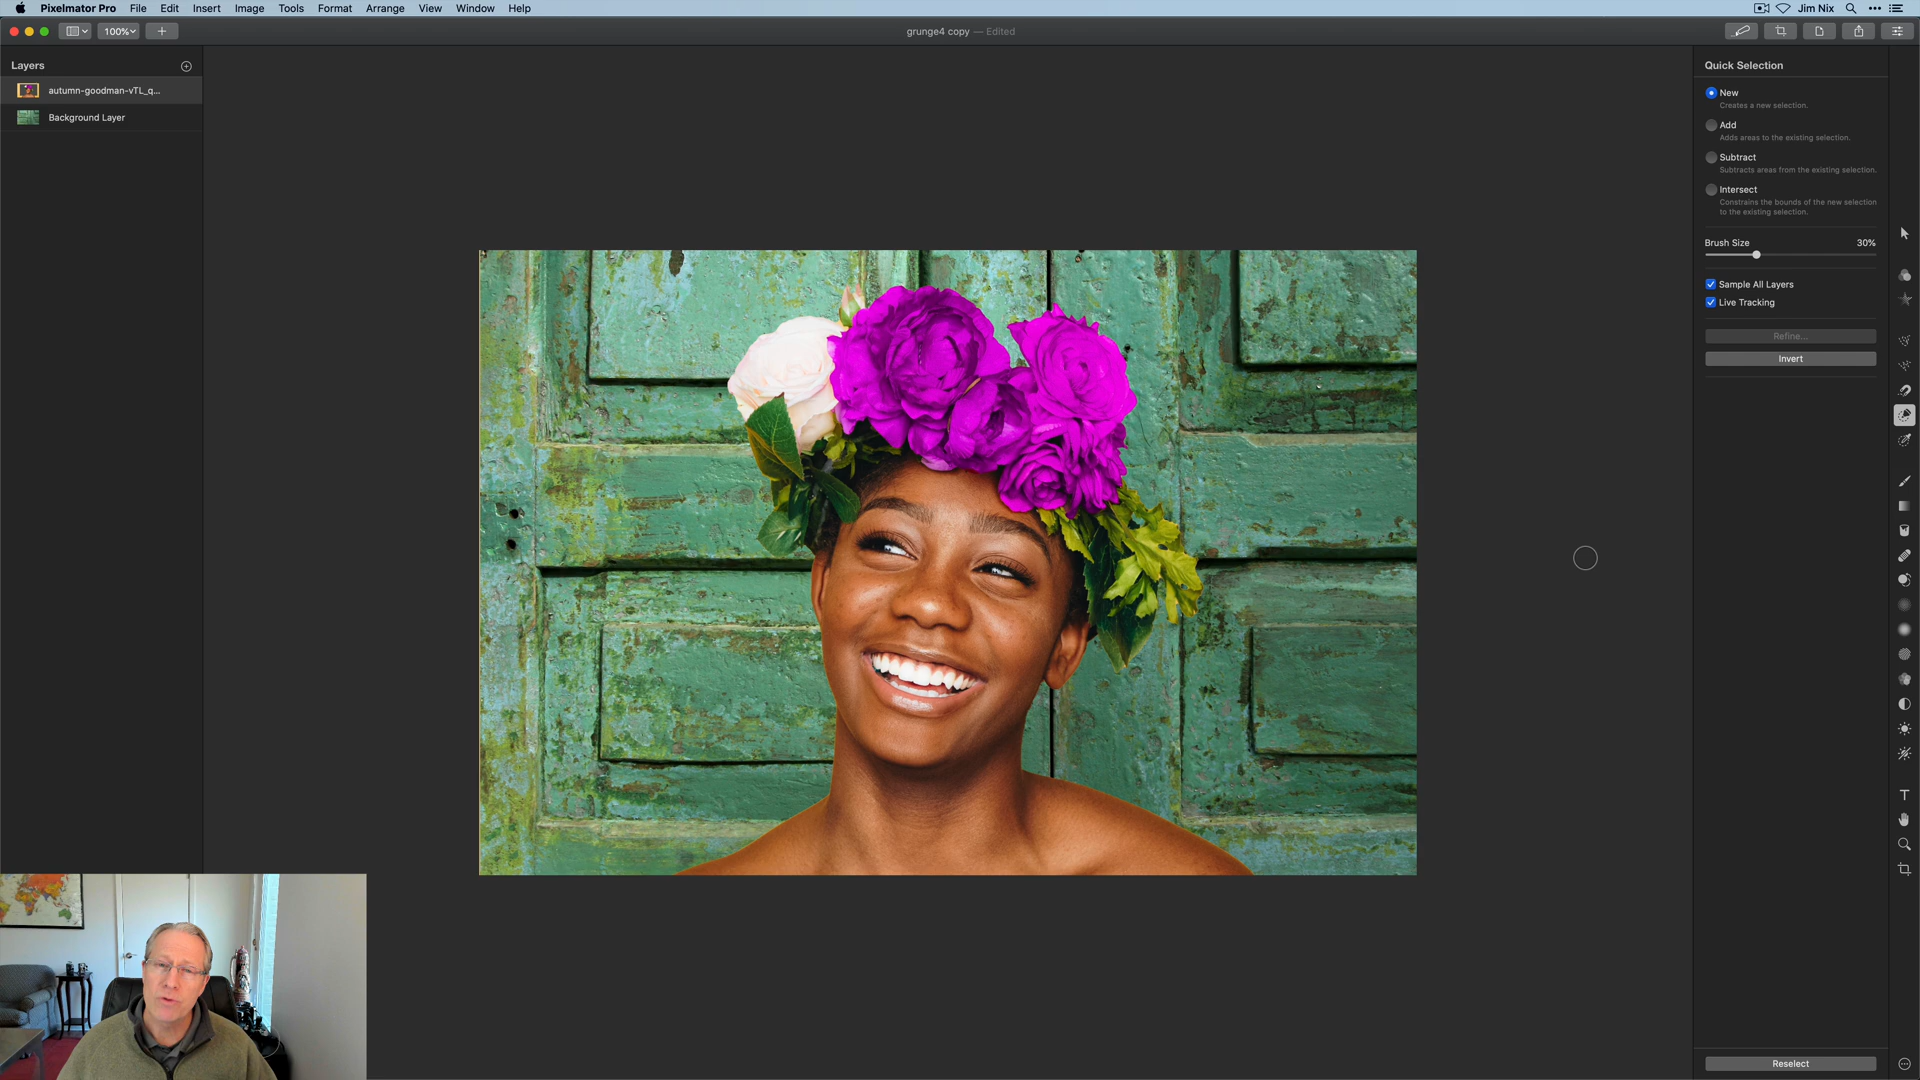 Pixelmator Pro File Edit Insert Image Tools Format Arrange View Window Help Jim Nix
100% grunge4 copy — Edited
Layers
autumn-goodman-vTL_q...
Background Layer
Quick Selection
New
Creates a new selection.
Add
Adds areas to the existing selection.
Subtract
Subtracts areas from the existing selection.
Intersect
Constrains the bounds of the new selection
to the existing selection.
Brush Size 30%
Sample All Layers
Live Tracking
Refine...
Invert
T
Reselect